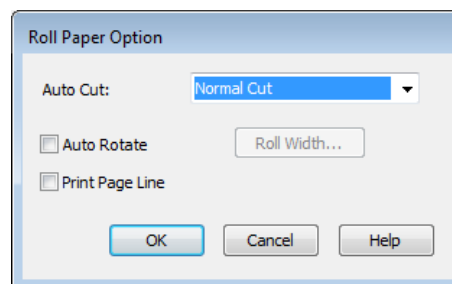 Roll Paper Option
Auto Cut: Normal Cut
Auto Rotate Roll Width...
Print Page Line
OK Cancel Help